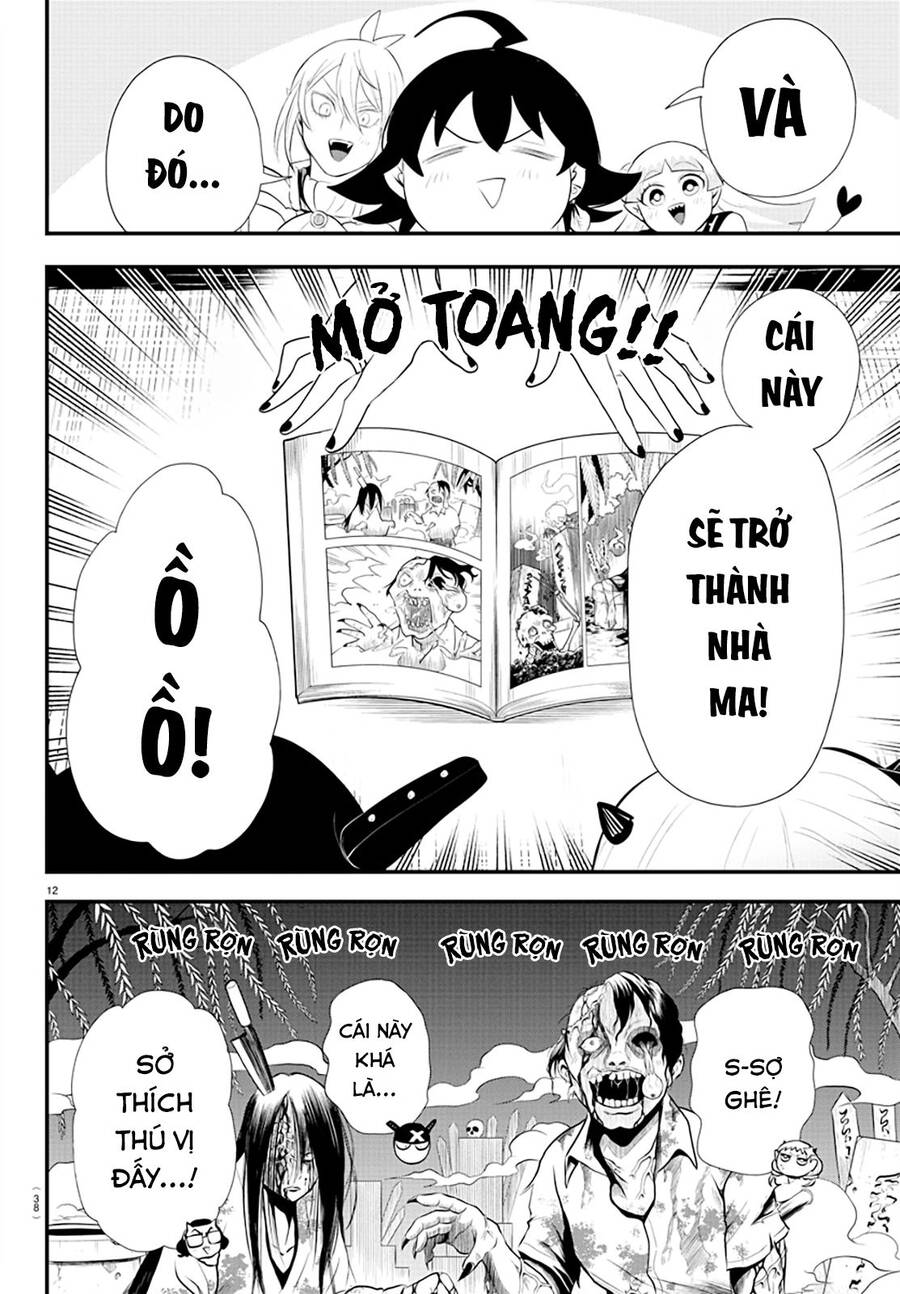 VÀ
DO
ĐÓ...
MỞ TOANG!!
CÁI
NÀY
SẼ TRỞ
THÀNH
NHÀ
MA!
Ồ
Ồ!
12
RÙNG RỢN
RÙNG RỢN
RÙNG RỢN
RÙNG RỢN
RÙNG RỢN
S-SỢ
GHÊ!
CÁI NÀY
KHÁ
LÀ...
SỞ
THÍCH
THÚ VỊ
ĐẤY...!
(38)